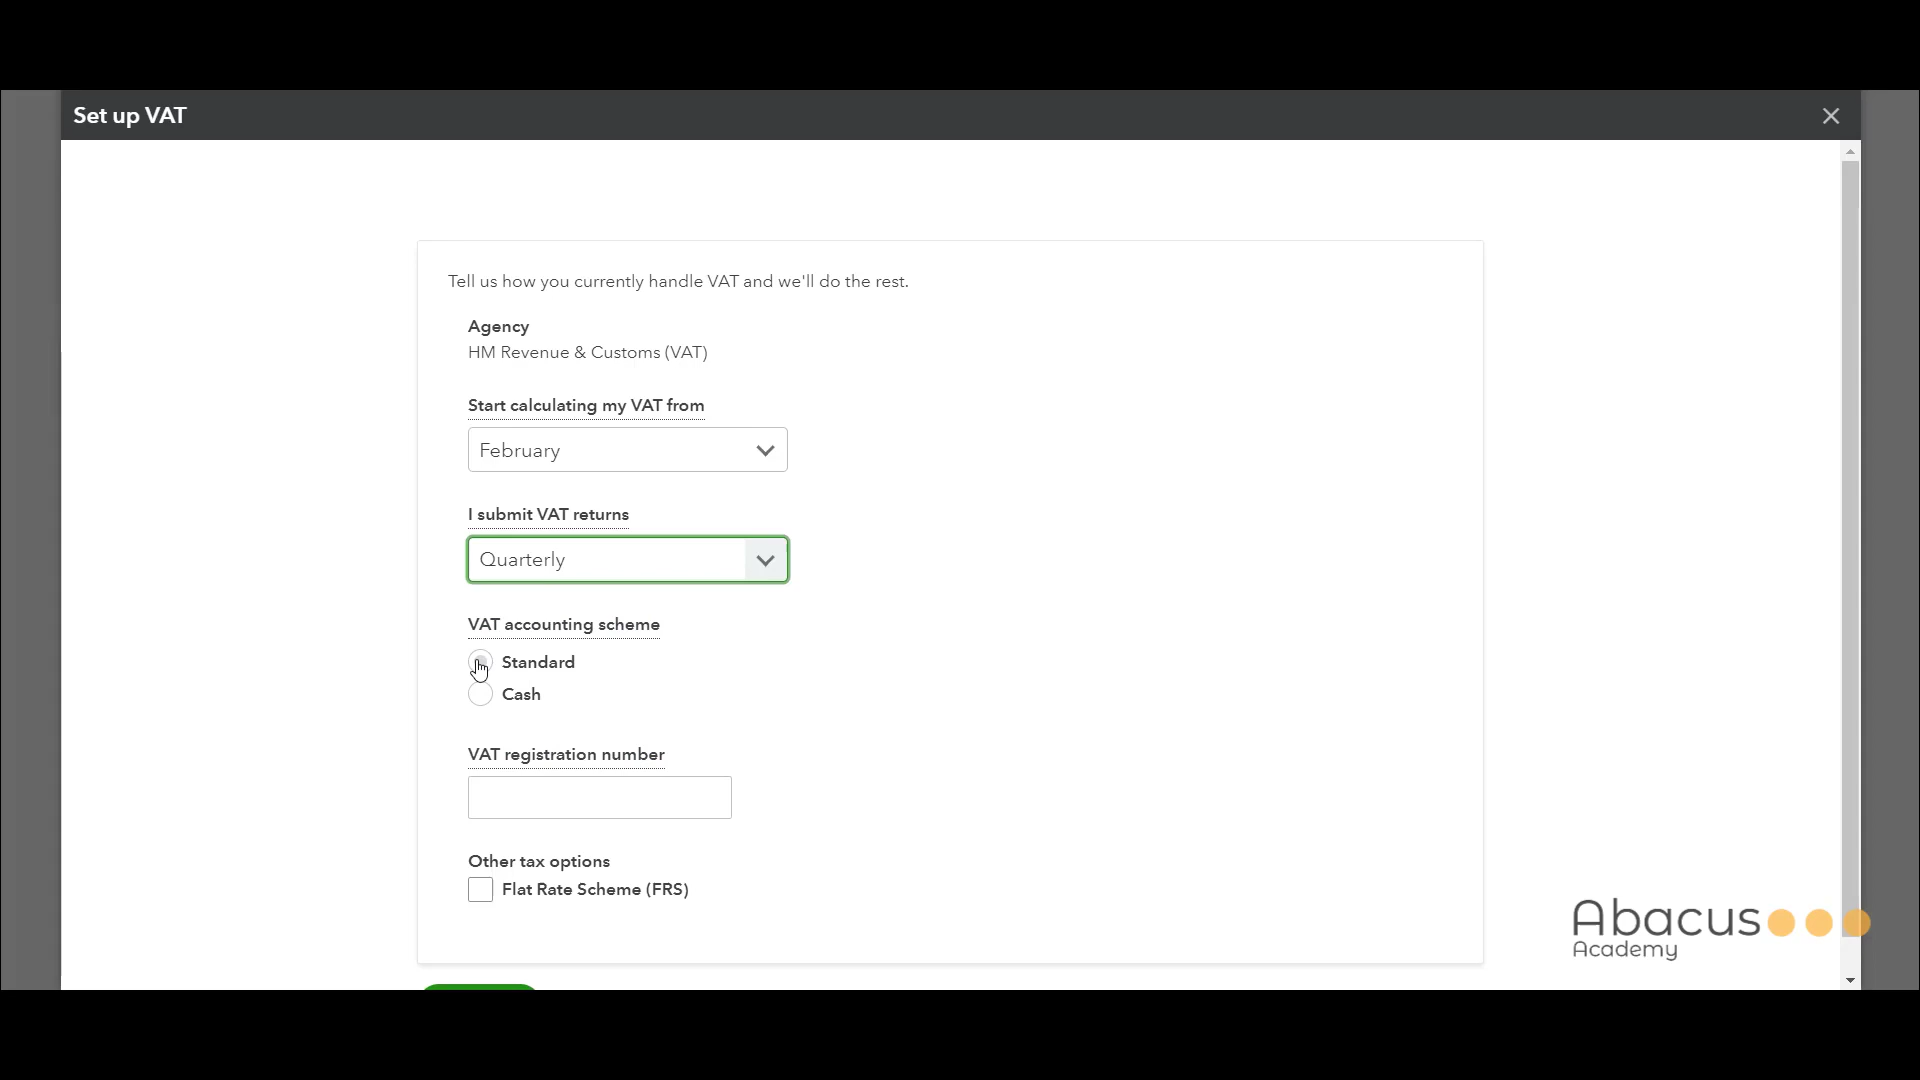 Set up VAT
Tell us how you currently handle VAT and we'll do the rest.
Agency
HM Revenue & Customs (VAT)
Start calculating my VAT from
February
I submit VAT returns
Quarterly
VAT accounting scheme
Standard
Cash
VAT registration number
Other tax options
Flat Rate Scheme (FRS)
Abacus
Academy